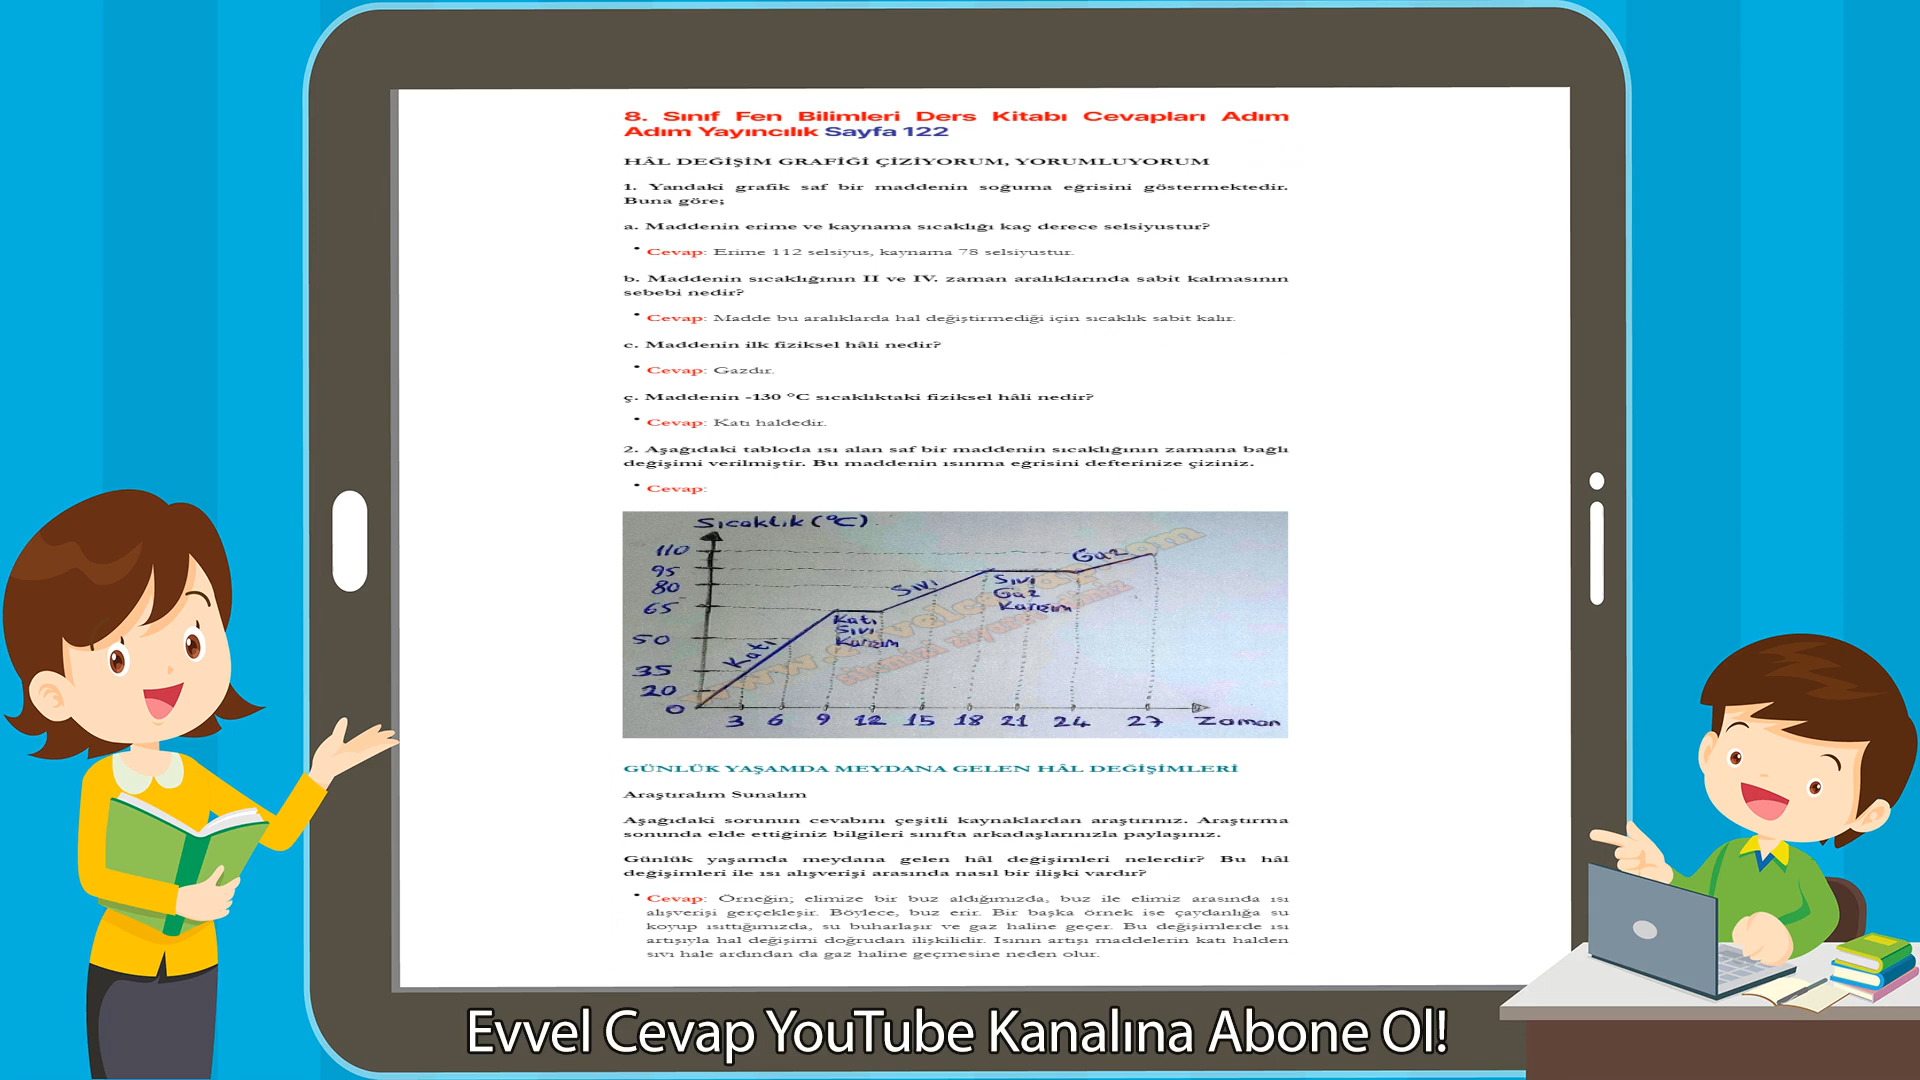 8. Sınıf Fen Bilimleri Ders Kitabı Cevapları Adım
Adım Yayıncılık Sayfa 122
HÂL DEĞİŞİM GRAFİĞİ ÇİZİYORUM, YORUMLUYORUM
1. Yandaki grafik saf bir maddenin soğuma eğrisini göstermektedir.
Buna göre;
a. Maddenin erime ve kaynama sıcaklığı kaç derece selsiyustur?
Cevap: Erime 112 selsiyus, kaynama 78 selsiyustur.
b. Maddenin sıcaklığının II ve IV. zaman aralıklarında sabit kalmasının
sebebi nedir?
Cevap: Madde bu aralıklarda hal değiştirmediği için sıcaklık sabit kalır.
c. Maddenin ilk fiziksel hâli nedir?
Cevap: Gazdır.
ç. Maddenin -130 °C sıcaklıktaki fiziksel hâli nedir?
Cevap: Katı haldedir.
2. Aşağıdaki tabloda ısı alan saf bir maddenin sıcaklığının zamana bağlı
değişimi verilmiştir. Bu maddenin ısınma eğrisini defterinize çiziniz.
Cevap:
Sıcaklık (°C)
110
95
80
65
50
35
20
0
Katı
Katı
Sıvı
Karışım
Sıvı
Sıvı
Gaz
Karışım
Gaz
3 6 9 12 15 18 21 24 27 Zaman
GÜNLÜK YAŞAMDA MEYDANA GELEN HÂL DEĞİŞİMLERİ
Araştıralım Sunalım
Aşağıdaki sorunun cevabını çeşitli kaynaklardan araştırınız. Araştırma
sonunda elde ettiğiniz bilgileri sınıfta arkadaşlarınızla paylaşınız.
Günlük yaşamda meydana gelen hâl değişimleri nelerdir? Bu hâl
değişimleri ile ısı alışverişi arasında nasıl bir ilişki vardır?
Cevap: Örneğin; elimize bir buz aldığımızda, buz ile elimiz arasında ısı
alışverişi gerçekleşir. Böylece, buz erir. Bir başka örnek ise çaydanlığa su
koyup ısıttığımızda, su buharlaşır ve gaz haline geçer. Bu değişimlerde ısı
artışıyla hal değişimi doğrudan ilişkilidir. Isının artışı maddelerin katı halden
sıvı hale ardından da gaz haline geçmesine neden olur.
Evvel Cevap YouTube Kanalına Abone Ol!